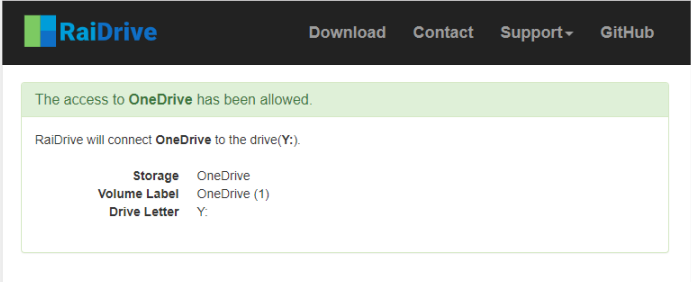 RaiDrive Download Contact Support GitHub
The access to OneDrive has been allowed.
RaiDrive will connect OneDrive to the drive(Y:).
Storage OneDrive
Volume Label OneDrive (1)
Drive Letter Y: